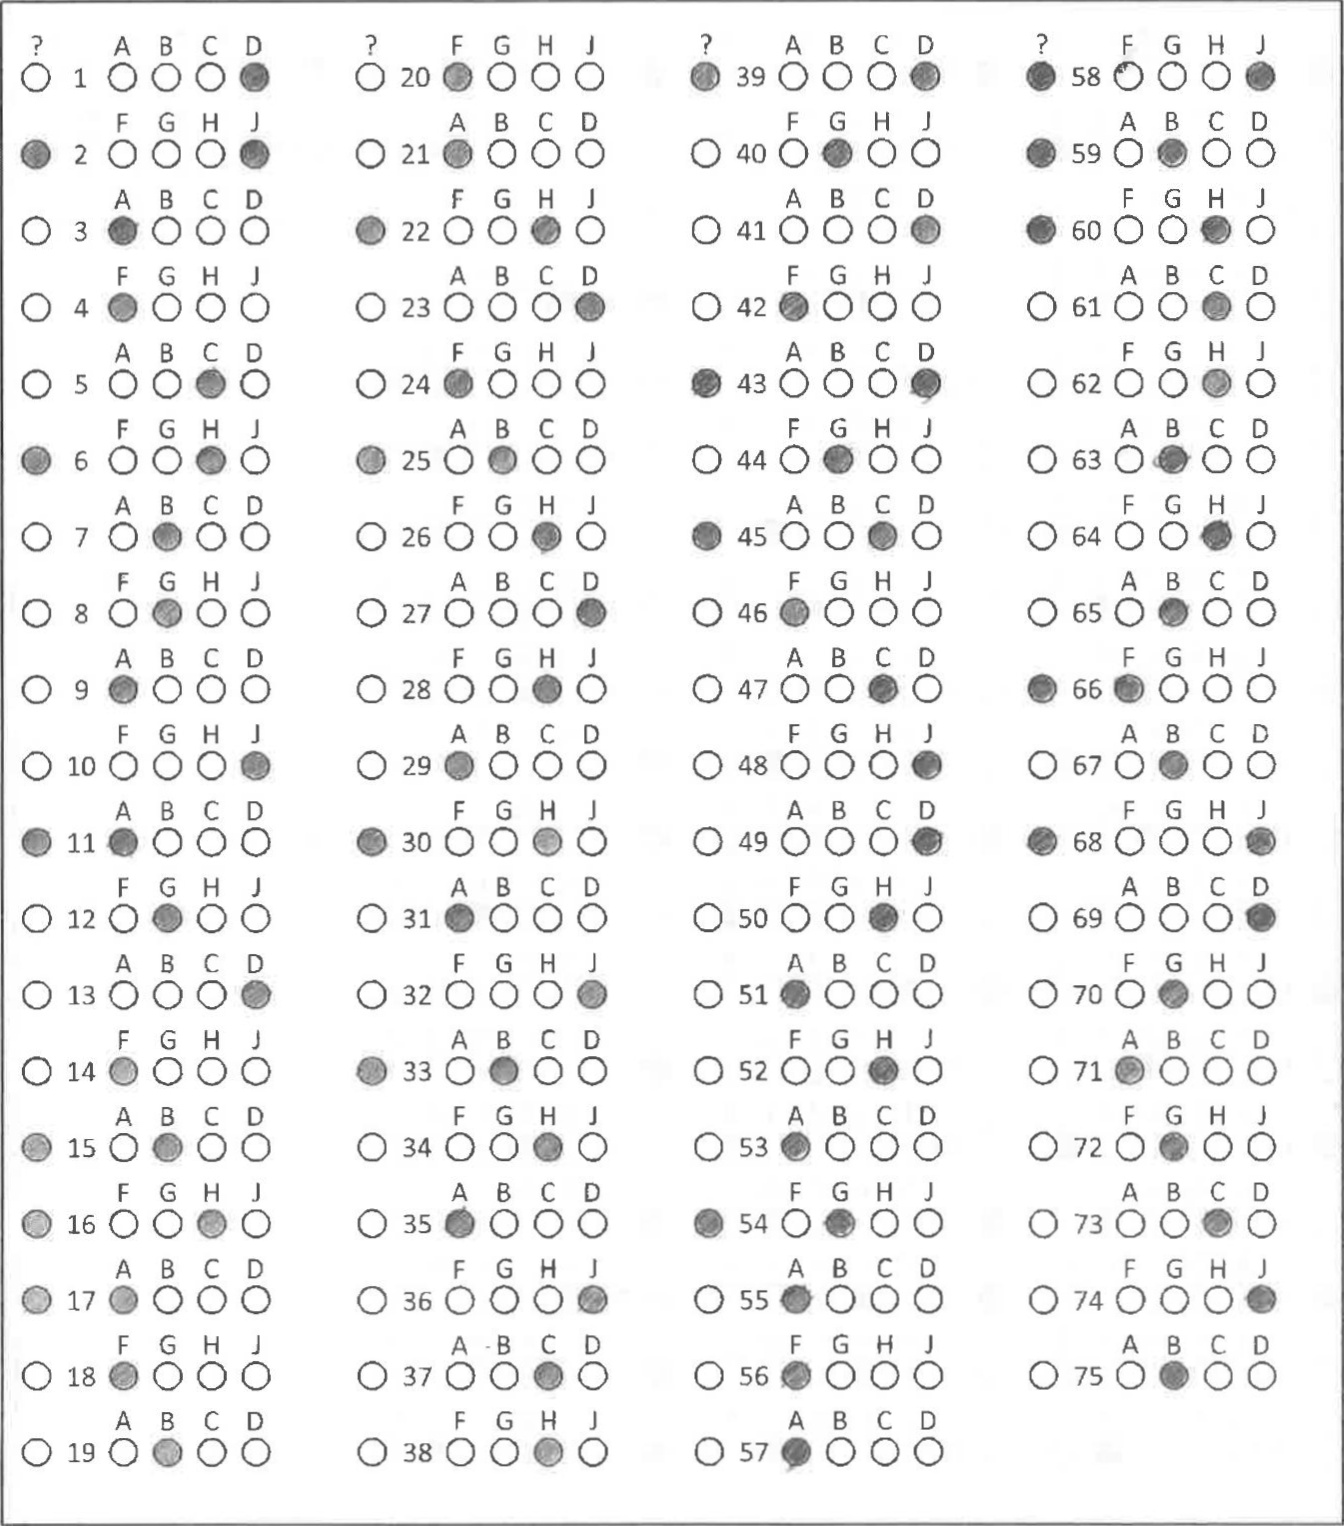 ? A B C D
1
F G H J
2
A B C D
3
F G H J
4
A B C D
5
F G H J
6
A B C D
7
F G H J
8
A B C D
9
F G H J
10
A B C D
11
F G H J
12
A B C D
13
F G H J
14
A B C D
15
F G H J
16
A B C D
17
F G H J
18
A B C D
19
? F G H J
20
A B C D
21
F G H J
22
A B C D
23
F G H J
24
A B C D
25
F G H J
26
A B C D
27
F G H J
28
A B C D
29
F G H J
30
A B C D
31
F G H J
32
A B C D
33
F G H J
34
A B C D
35
F G H J
36
A B C D
37
F G H J
38
? A B C D
39
F G H J
40
A B C D
41
F G H J
42
A B C D
43
F G H J
44
A B C D
45
F G H J
46
A B C D
47
F G H J
48
A B C D
49
F G H J
50
A B C D
51
F G H J
52
A B C D
53
F G H J
54
A B C D
55
F G H J
56
A B C D
57
? F G H J
58
A B C D
59
F G H J
60
A B C D
61
F G H J
62
A B C D
63
F G H J
64
A B C D
65
F G H J
66
A B C D
67
F G H J
68
A B C D
69
F G H J
70
A B C D
71
F G H J
72
A B C D
73
F G H J
74
A B C D
75